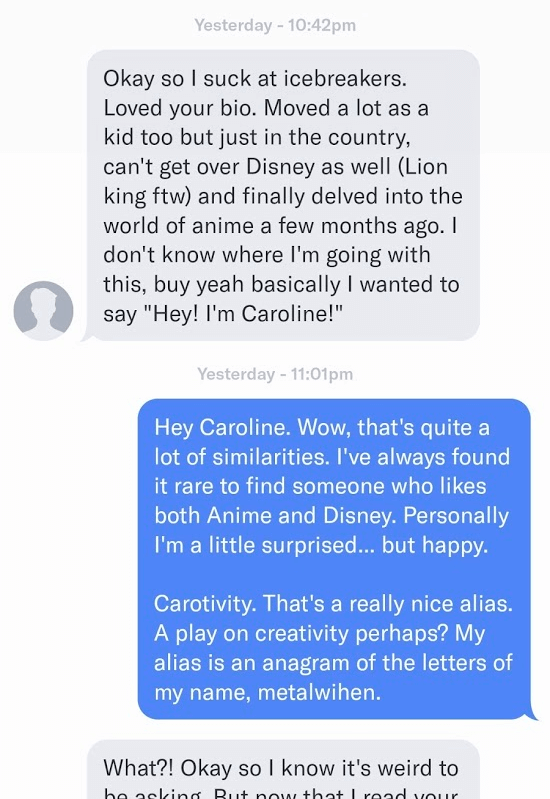 Yesterday - 10:42pm
Okay so I suck at icebreakers.
Loved your bio. Moved a lot as a
kid too but just in the country,
can't get over Disney as well (Lion
king ftw) and finally delved into the
world of anime a few months ago. I
don't know where I'm going with
this, buy yeah basically I wanted to
say "Hey! I'm Caroline!"
Yesterday - 11:01pm
Hey Caroline. Wow, that's quite a
lot of similarities. I've always found
it rare to find someone who likes
both Anime and Disney. Personally
I'm a little surprised... but happy.
Carotivity. That's a really nice alias.
A play on creativity perhaps? My
alias is an anagram of the letters of
my name, metalwihen.
What?! Okay so I know it's weird to
be asking. But now that I read your